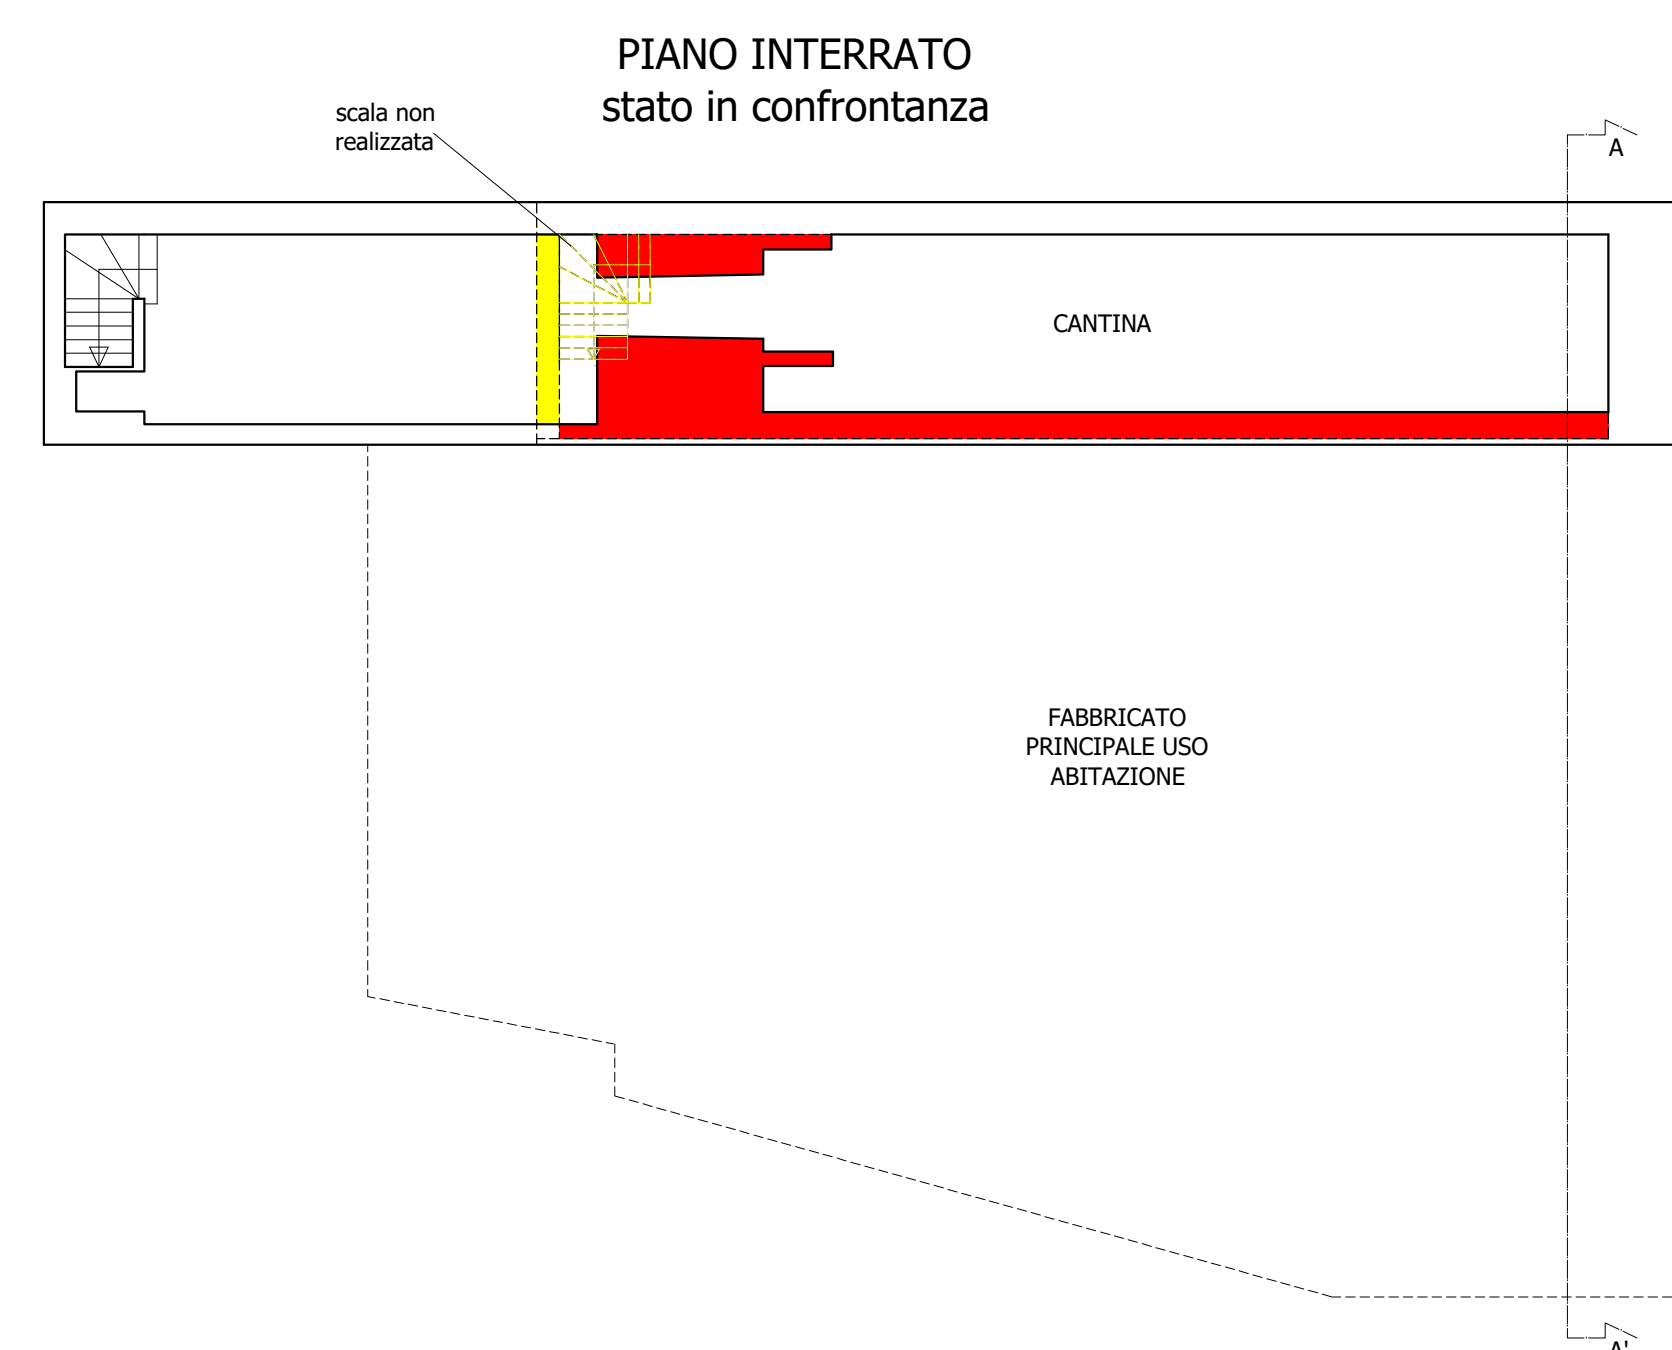 PIANO INTERRATO
stato in confrontanza
scala non
realizzata
A
CANTINA
FABBRICATO
PRINCIPALE USO
ABITAZIONE
A'